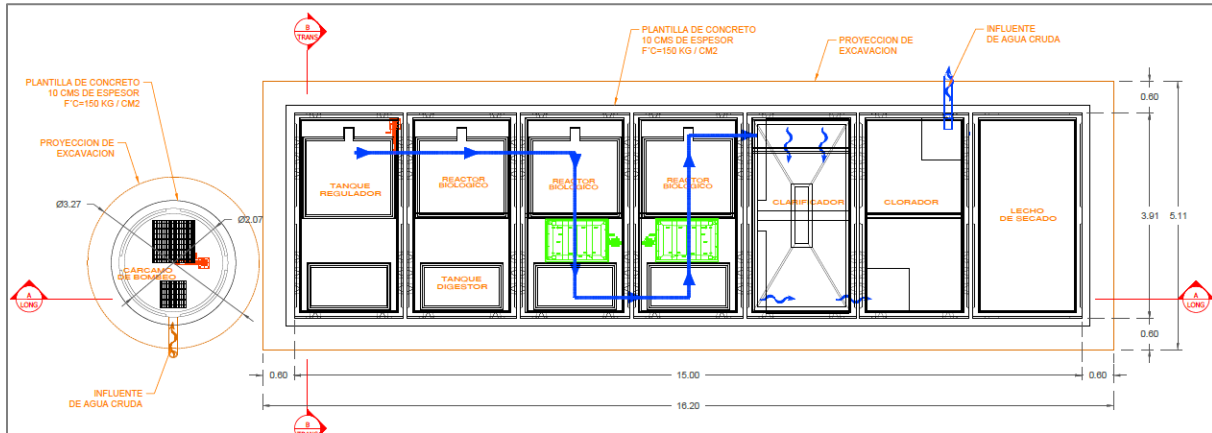 B
TRANS
PLANTILLA DE CONCRETO
10 CMS DE ESPESOR
F'C=150 KG / CM2
PROYECCION DE
EXCAVACION
INFLUENTE
DE AGUA CRUDA
PLANTILLA DE CONCRETO
10 CMS DE ESPESOR
F'C=150 KG / CM2
PROYECCION DE
EXCAVACION
Ø3.27
Ø2.07
CARCAMO
DE BOMBEO
INFLUENTE
DE AGUA CRUDA
A
LONG
TANQUE
REGULADOR
REACTOR
BIOLOGICO
REACTOR
BIOLOGICO
REACTOR
BIOLOGICO
CLARIFICADOR
CLORADOR
LECHO
DE SECADO
TANQUE
DIGESTOR
0.60
3.91
5.11
0.60
A
LONG
0.60
15.00
0.60
16.20
B
TRANS